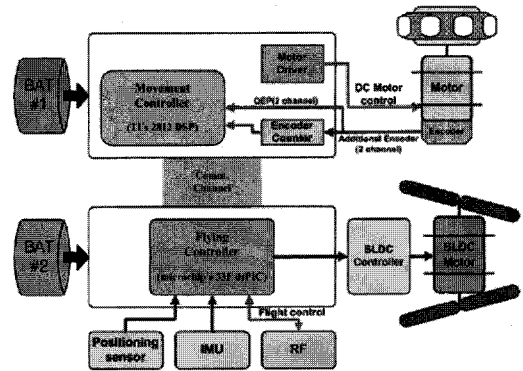 BAT
#1
Movement
Controller
(TI's 2812 DSP)
Motor
Driver
QEP(2 channel)
Encoder
Counter
DC Motor
control
Additional Encoder
(2 channel)
Motor
Encoder
Comm.
Channel
BAT
#2
Flying
Controller
(microchip's 33F dsPIC)
BLDC
Controller
BLDC
Motor
Flight control
Positioning
sensor
IMU
RF